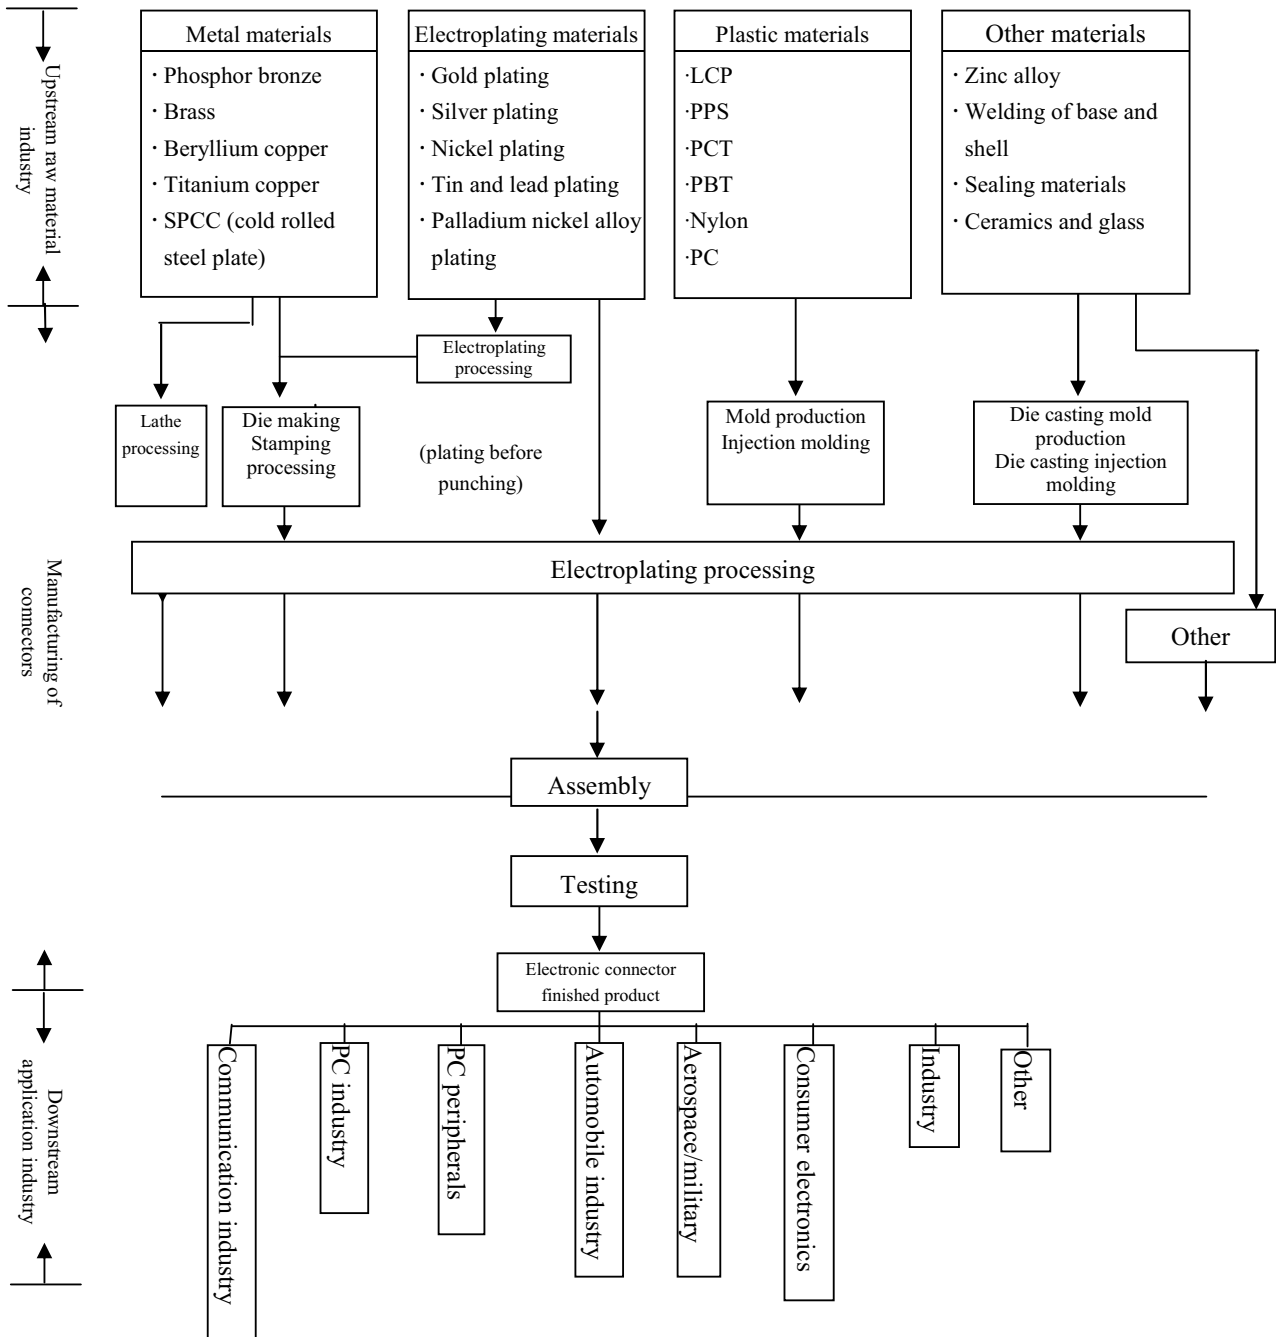 Upstream raw material
industry
Metal materials
· Phosphor bronze
· Brass
· Beryllium copper
· Titanium copper
· SPCC (cold rolled
steel plate)
Electroplating materials
· Gold plating
· Silver plating
· Nickel plating
· Tin and lead plating
· Palladium nickel alloy
plating
Plastic materials
·LCP
·PPS
·PCT
·PBT
·Nylon
·PC
Other materials
· Zinc alloy
· Welding of base and
shell
· Sealing materials
· Ceramics and glass
Electroplating
processing
Lathe
processing
Die making
Stamping
processing
(plating before
punching)
Mold production
Injection molding
Die casting mold
production
Die casting injection
molding
Manufacturing of
connectors
Electroplating processing
Other
Assembly
Testing
Electronic connector
finished product
Downstream
application industry
Communication industry
PC industry
PC peripherals
Automobile industry
Aerospace/military
Consumer electronics
Industry
Other